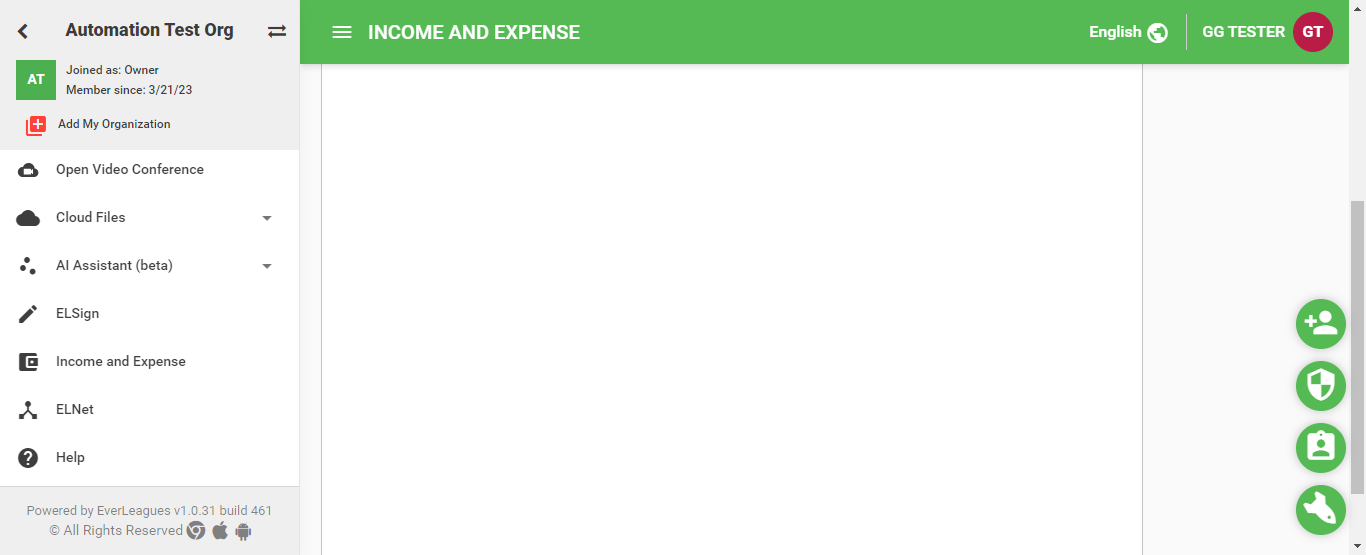 Automation Test Org
AT
Joined as: Owner
Member since: 3/21/23
Add My Organization
Open Video Conference
Cloud Files
AI Assistant (beta)
ELSign
Income and Expense
ELNet
Help
Powered by EverLeagues v1.0.31 build 461
© All Rights Reserved
INCOME AND EXPENSE
English
GG TESTER
GT